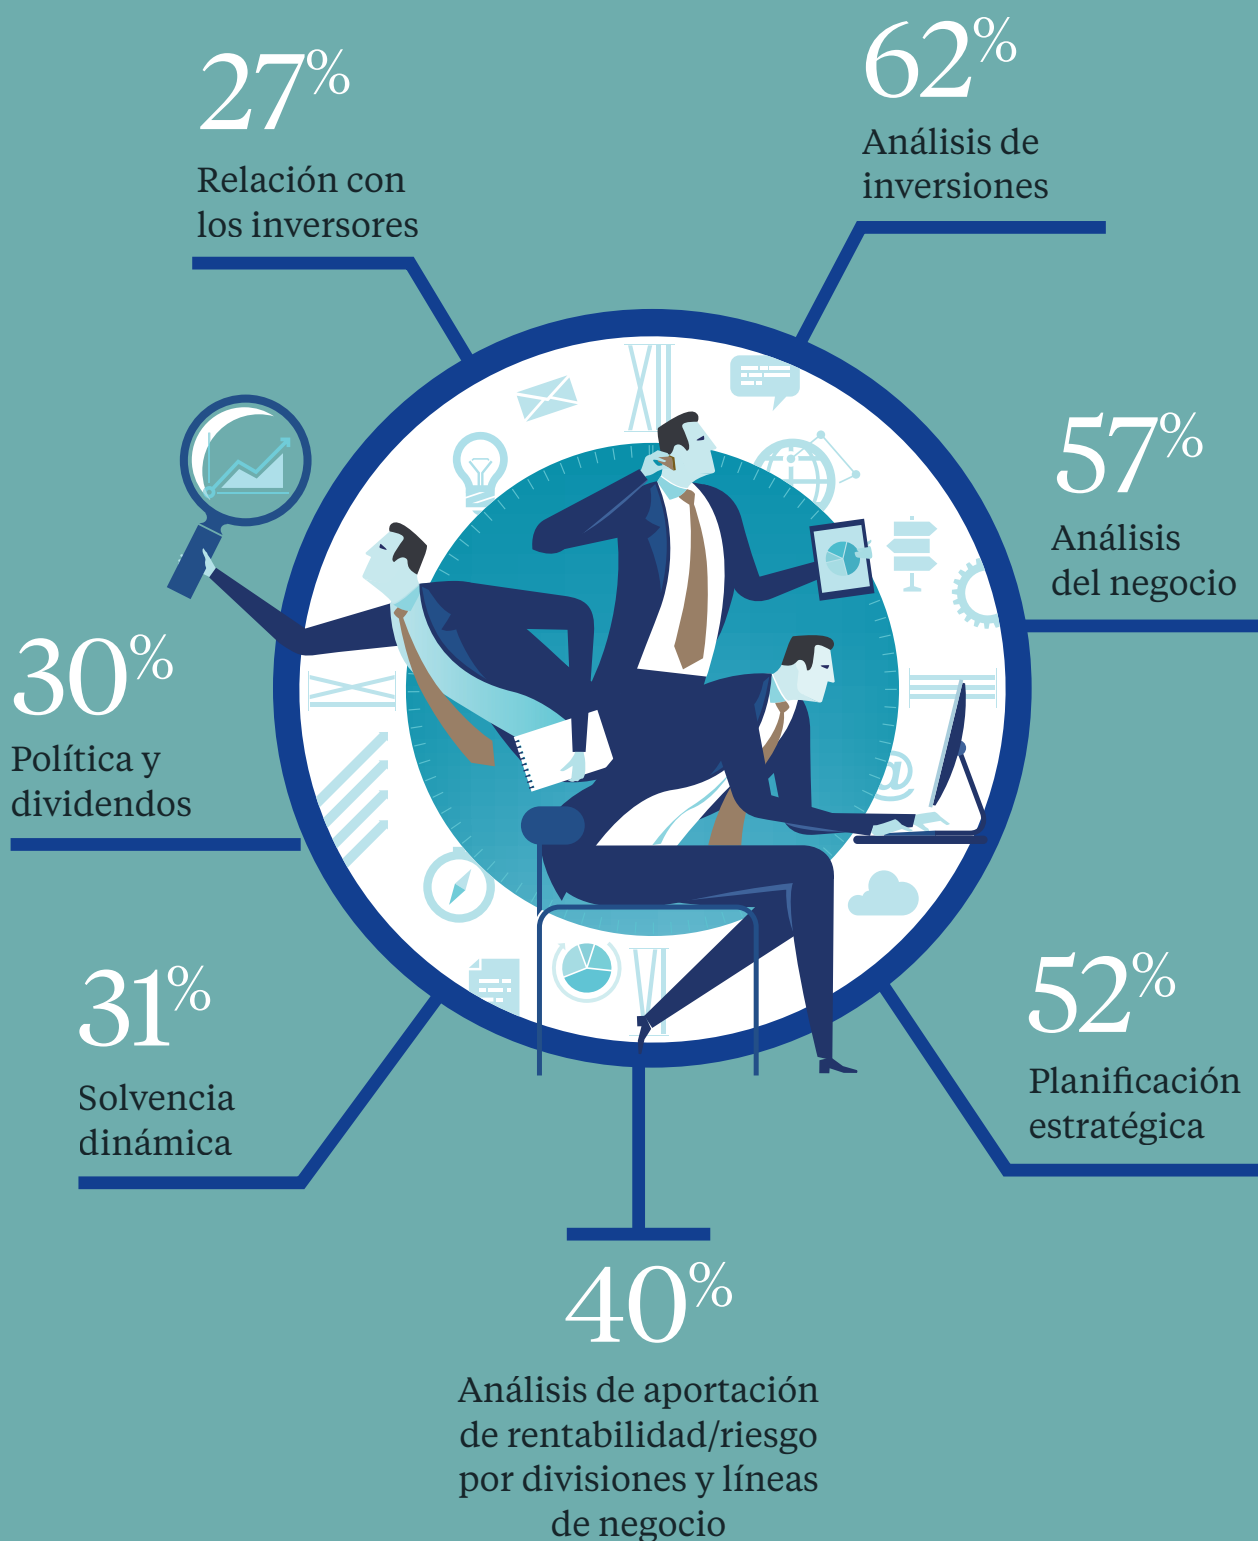 27%
Relación con
los inversores
62%
Análisis de
inversiones
57%
Análisis
del negocio
30%
Política y
dividendos
@
31%
Solvencia
dinámica
52%
Planificación
estratégica
40%
Análisis de aportación
de rentabilidad/riesgo
por divisiones y líneas
de negocio